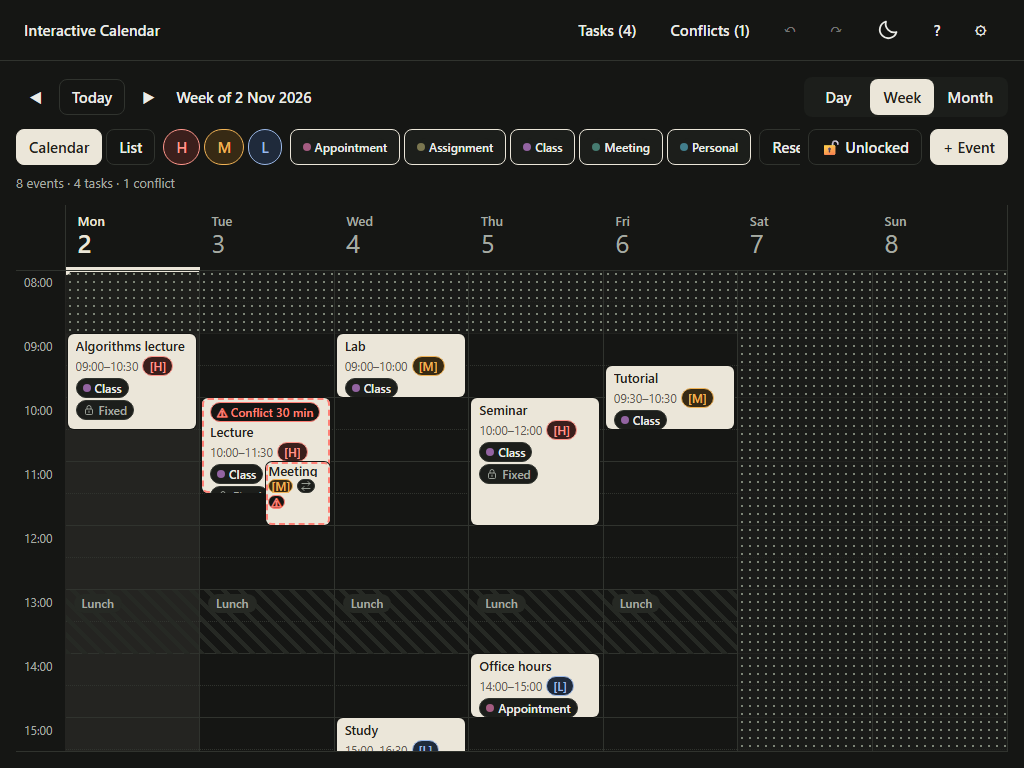 Interactive Calendar Tasks (4) Conflicts (1) ?
Today Week of 2 Nov 2026 Day Week Month
Calendar List H M L Appointment Assignment Class Meeting Personal Rese Unlocked + Event
8 events · 4 tasks · 1 conflict
Mon Tue Wed Thu Fri Sat Sun
2 3 4 5 6 7 8
08:00
09:00
Algorithms lecture
09:00–10:30 [H]
Class
Fixed
Lab
09:00–10:00 [M]
Class
Tutorial
09:30–10:30 [M]
Class
10:00
Conflict 30 min
Lecture
10:00–11:30 [H]
Class
Meeting
[M]
Seminar
10:00–12:00 [H]
Class
Fixed
11:00
12:00
13:00
Lunch Lunch Lunch Lunch Lunch
14:00
Office hours
14:00–15:00 [L]
Appointment
15:00
Study
15:00–16:30 [L]